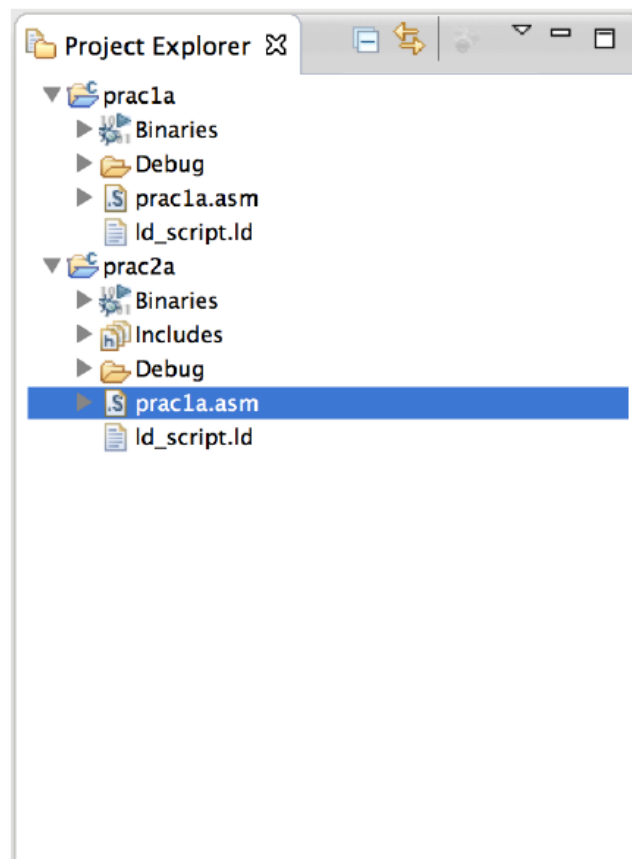 Project Explorer
prac1a
Binaries
Debug
prac1a.asm
ld_script.ld
prac2a
Binaries
Includes
Debug
prac1a.asm
ld_script.ld